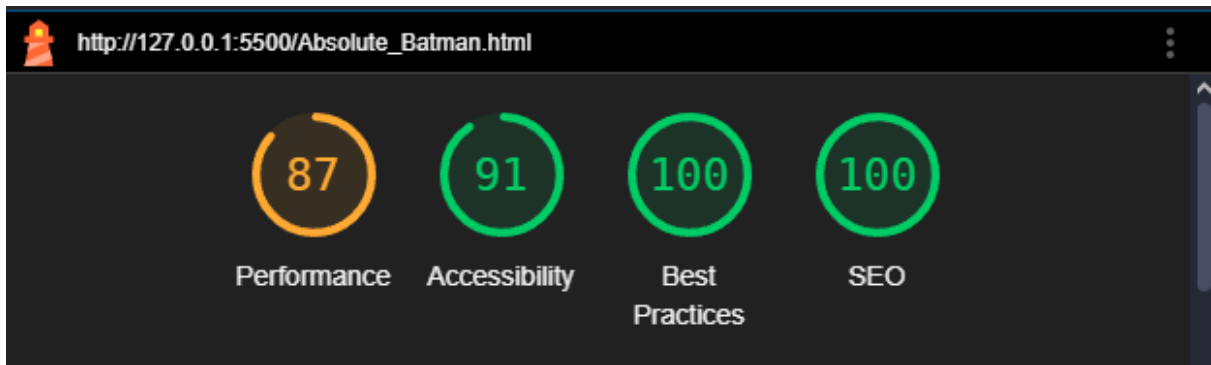 http://127.0.0.1:5500/Absolute_Batman.html
87
91
100
100
Performance
Accessibility
Best
Practices
SEO